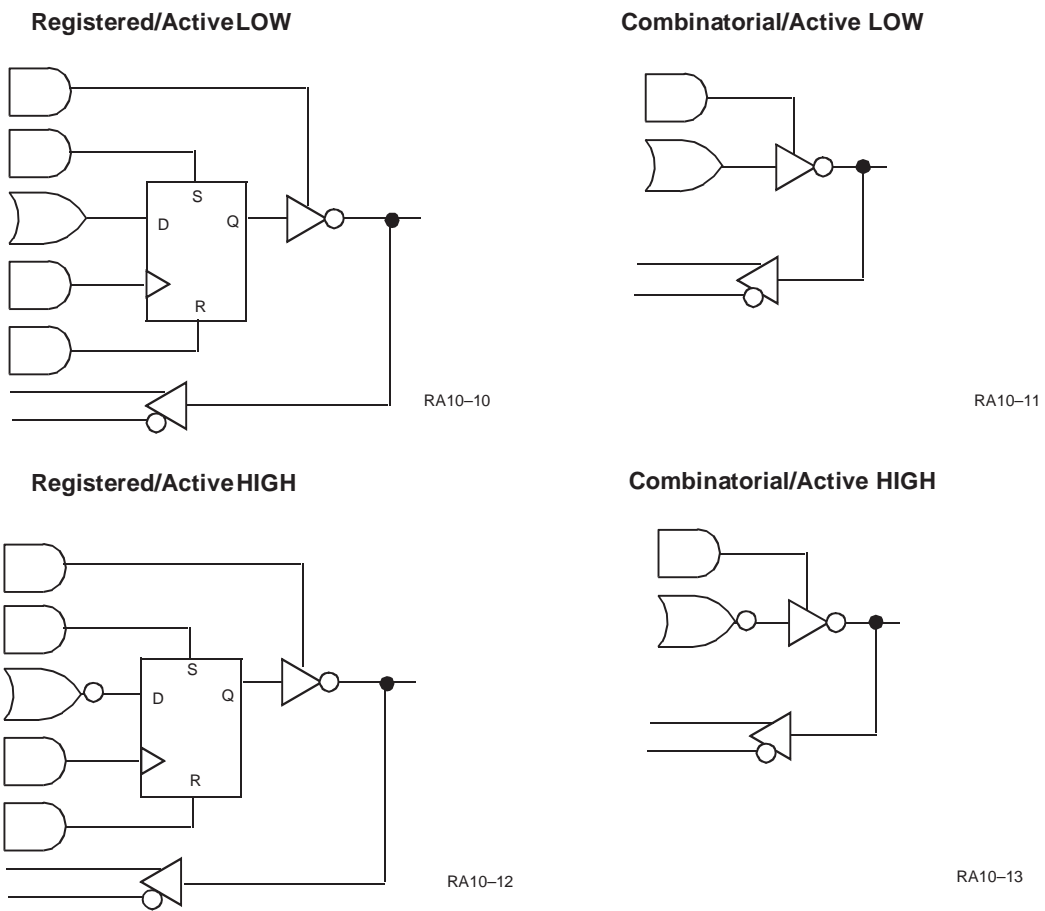 Registered/Active LOW
S
D
Q
R
RA10–10
Combinatorial/Active LOW
RA10–11
Registered/Active HIGH
S
D
Q
R
RA10–12
Combinatorial/Active HIGH
RA10–13